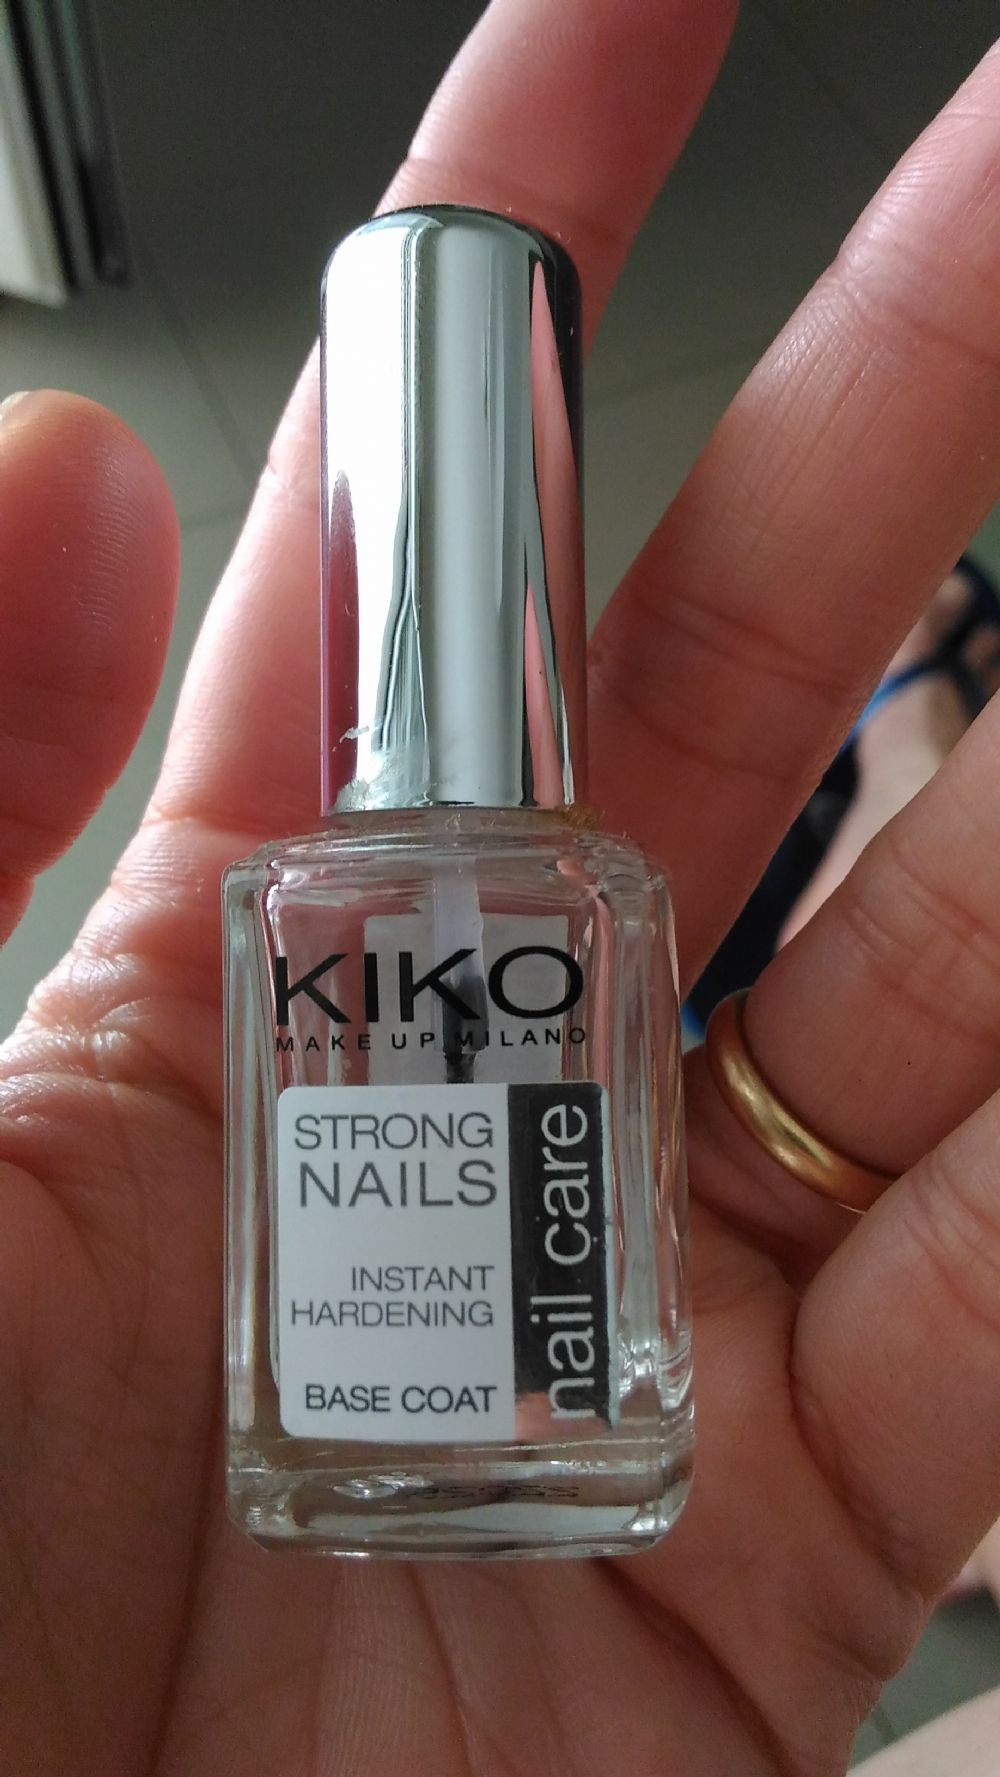 KIKO
MAKE UP MILANO
STRONG
NAILS
INSTANT
HARDENING
BASE COAT
nail care